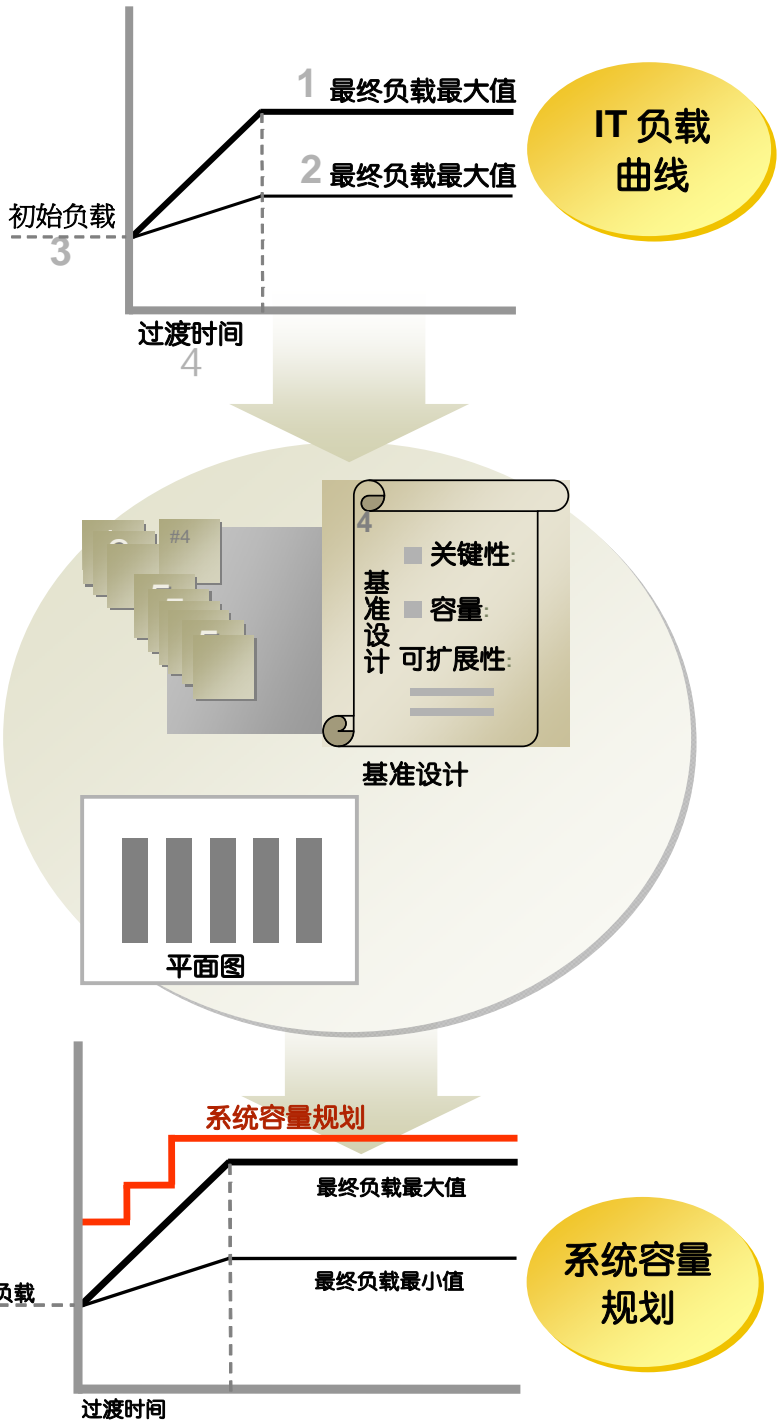 1 最终负载最大值
IT 负载
曲线
2 最终负载最大值
初始负载
3
过渡时间
4
#4
4
关键性:
容量:
可扩展性:
基准设计
基准设计
平面图
系统容量规划
最终负载最大值
系统容量
规划
最终负载最小值
负载
过渡时间